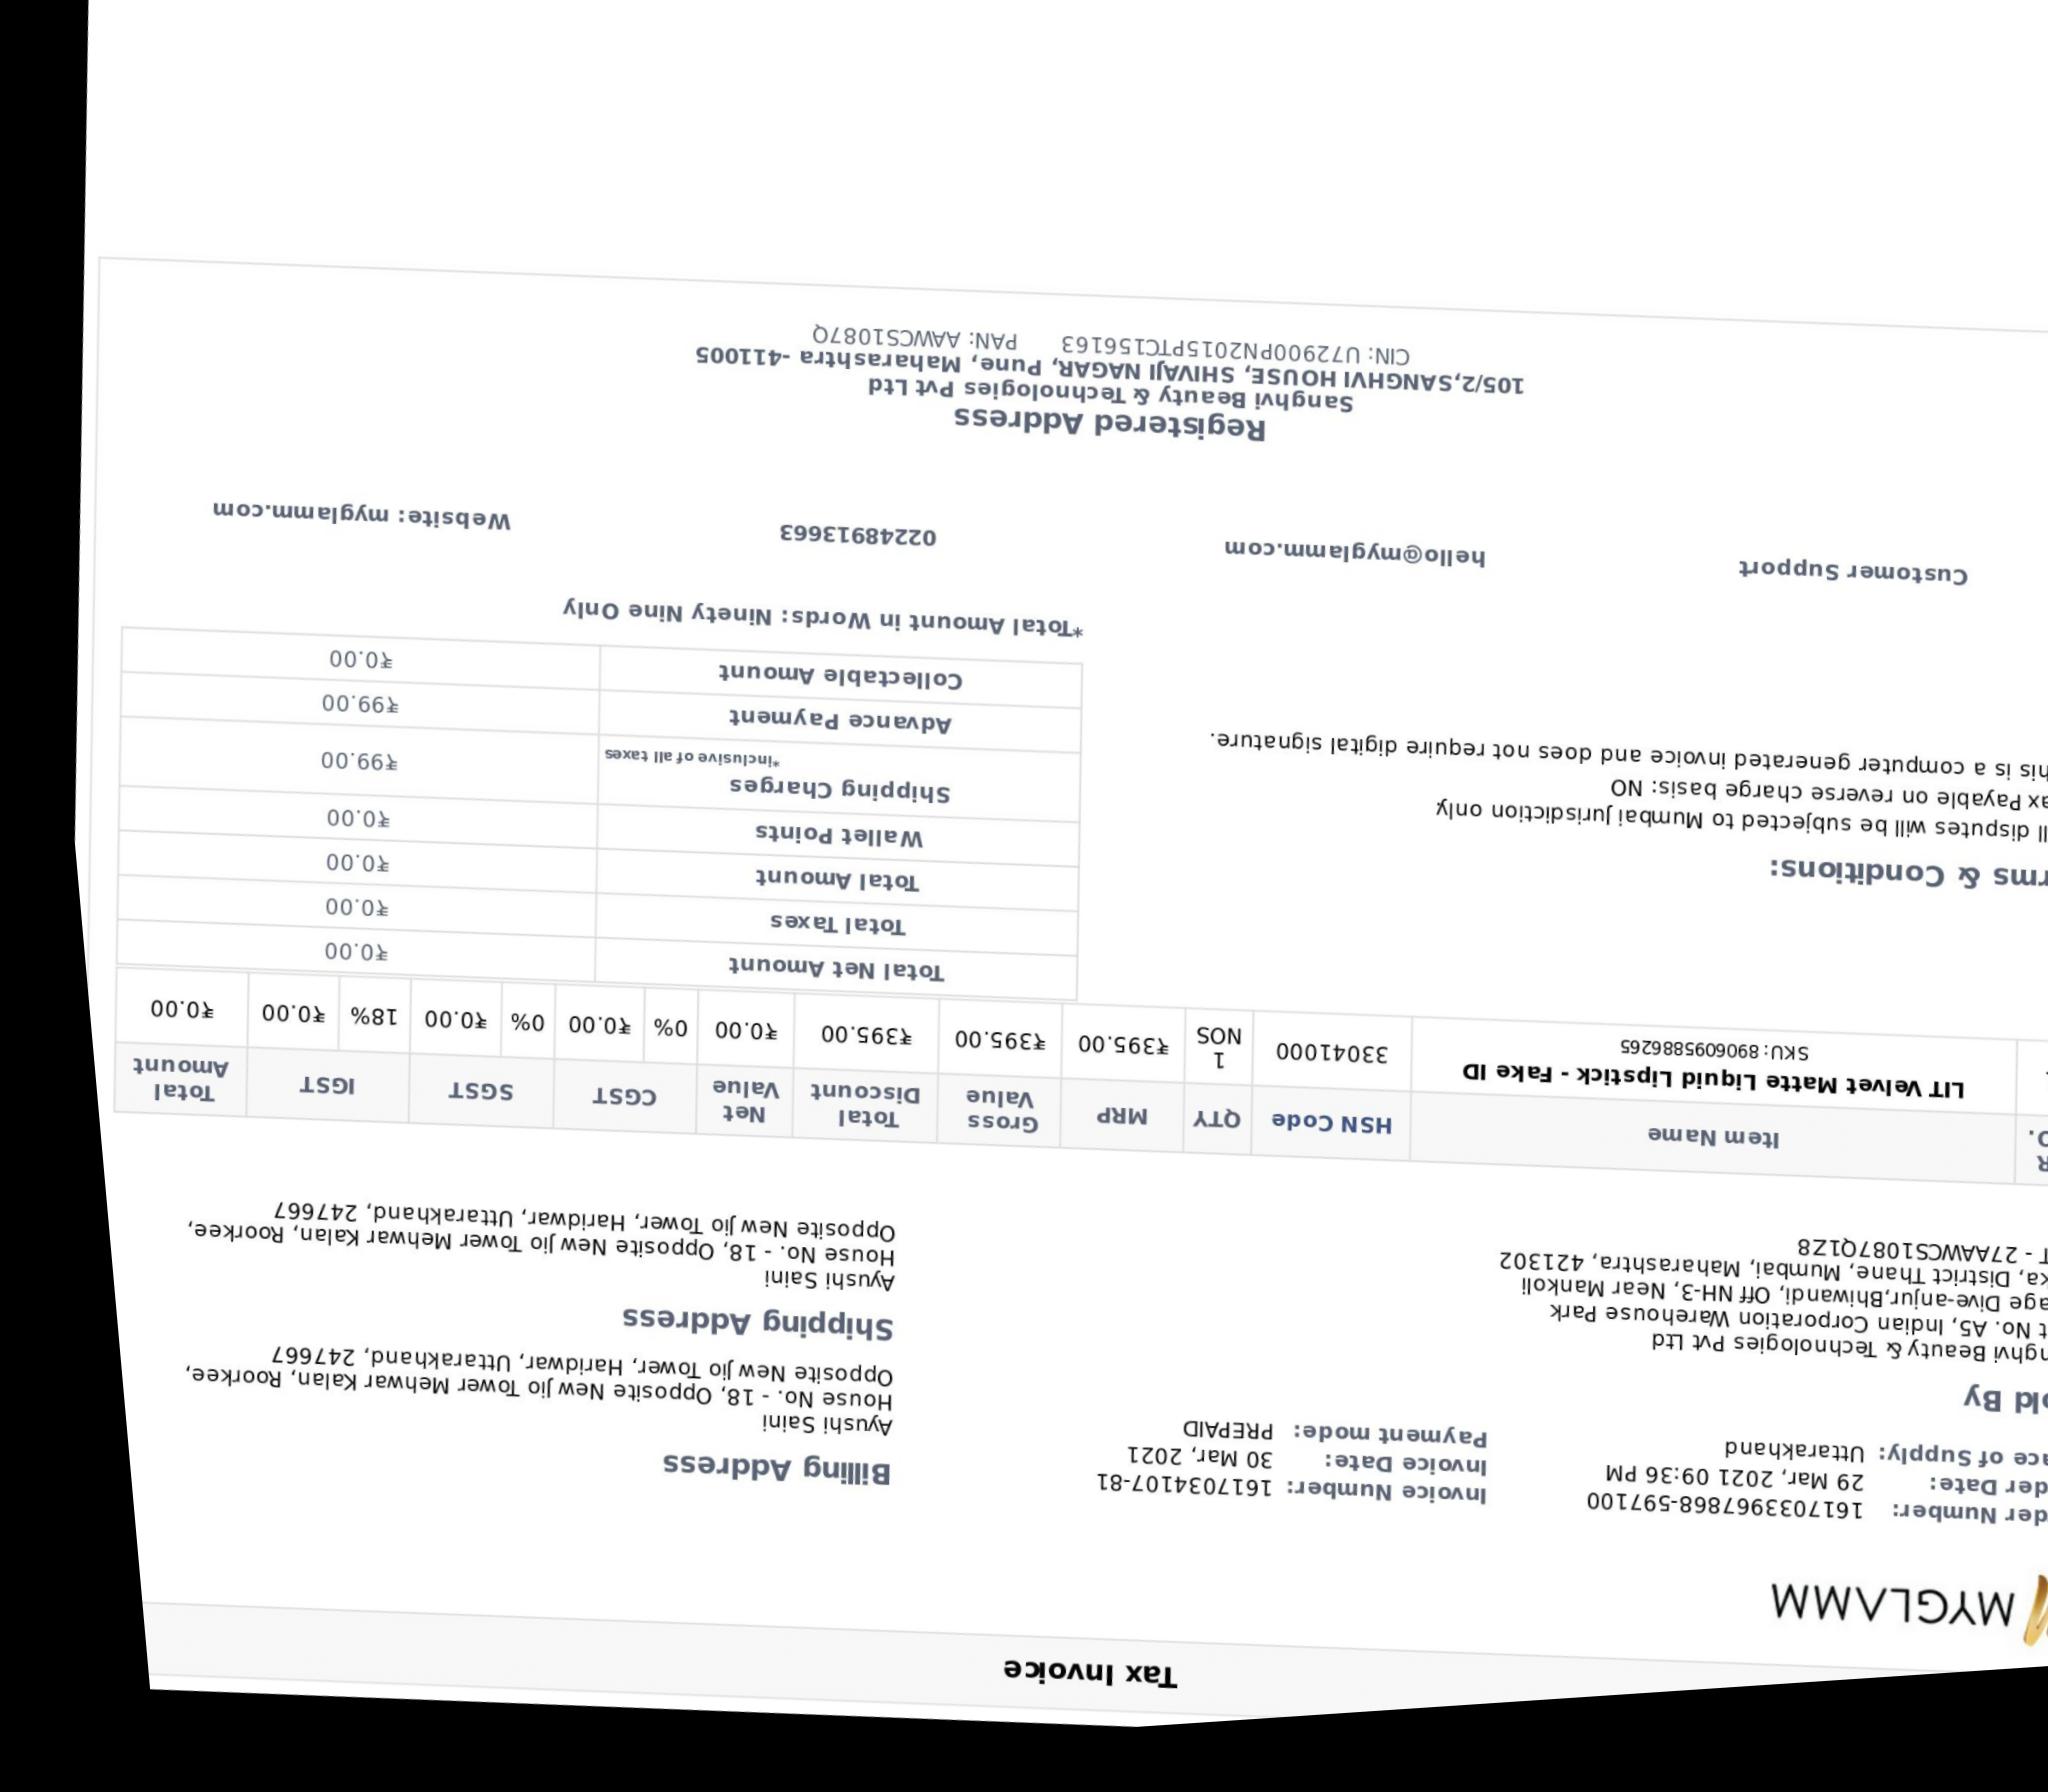 Tax Invoice
MYGLAMM
der Number: 1617033967868-597100
der Date: 29 Mar, 2021 09:36 PM
ace of Supply: Uttarakhand
Invoice Number: 1617034107-81
Invoice Date: 30 Mar, 2021
Payment mode: PREPAID
Billing Address
Ayushi Saini
House No. - 18, Opposite New Jio Tower Mehwar Kalan, Roorkee,
Opposite New Jio Tower, Haridwar, Uttarakhand, 247667
Shipping Address
Ayushi Saini
House No. - 18, Opposite New Jio Tower Mehwar Kalan, Roorkee,
Opposite New Jio Tower, Haridwar, Uttarakhand, 247667
old By
nghvi Beauty & Technologies Pvt Ltd
t No. A5, Indian Corporation Warehouse Park
age Dive-anjur,Bhiwandi, Off NH-3, Near Mankoli
ka, District Thane, Mumbai, Maharashtra, 421302
T - 27AAWCS1087Q1Z8
R O. Item Name HSN Code QTY MRP Gross Value Total Discount Net Value CGST SGST IGST Total Amount
LIT Velvet Matte Liquid Lipstick - Fake ID 33041000 1 NOS ₹395.00 ₹395.00 ₹395.00 ₹0.00 0% ₹0.00 0% ₹0.00 18% ₹0.00 ₹0.00
SKU: 8906095886265
Total Net Amount ₹0.00
Total Taxes ₹0.00
Total Amount ₹0.00
Wallet Points ₹0.00
Shipping Charges ₹99.00
*inclusive of all taxes
Advance Payment ₹99.00
Collectable Amount ₹0.00
*Total Amount in Words: Ninety Nine Only
rms & Conditions:
ll disputes will be subjected to Mumbai jurisdiction only
ax Payable on reverse charge basis: NO
his is a computer generated invoice and does not require digital signature.
Customer Support hello@myglamm.com 02248913663 Website: myglamm.com
Registered Address
Sanghvi Beauty & Technologies Pvt Ltd
105/2,SANGHVI HOUSE, SHIVAJI NAGAR, Pune, Maharashtra -411005
CIN: U72900PN2015PTC156163 PAN: AAWCS1087Q